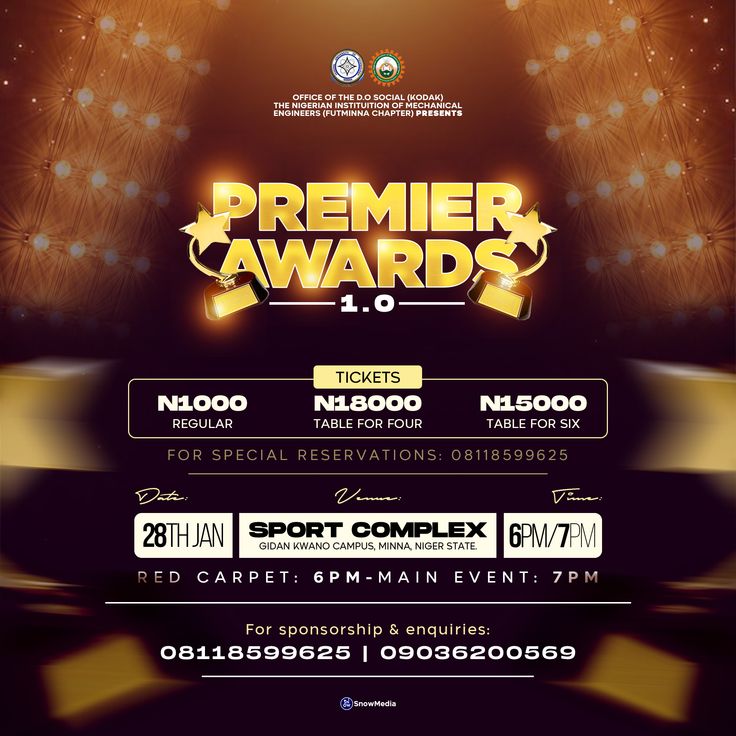 OFFICE OF THE D.O SOCIAL (KODAK)
THE NIGERIAN INSTITUITION OF MECHANICAL
ENGINEERS (FUTMINNA CHAPTER) PRESENTS
PREMIER
AWARDS
1.0
TICKETS
N1000 N18000 N15000
REGULAR TABLE FOR FOUR TABLE FOR SIX
FOR SPECIAL RESERVATIONS: 08118599625
Date: Venue: Time:
28TH JAN SPORT COMPLEX 6PM/7PM
GIDAN KWANO CAMPUS, MINNA, NIGER STATE.
RED CARPET: 6PM-MAIN EVENT: 7PM
For sponsorship & enquiries:
08118599625 | 09036200569
SnowMedia